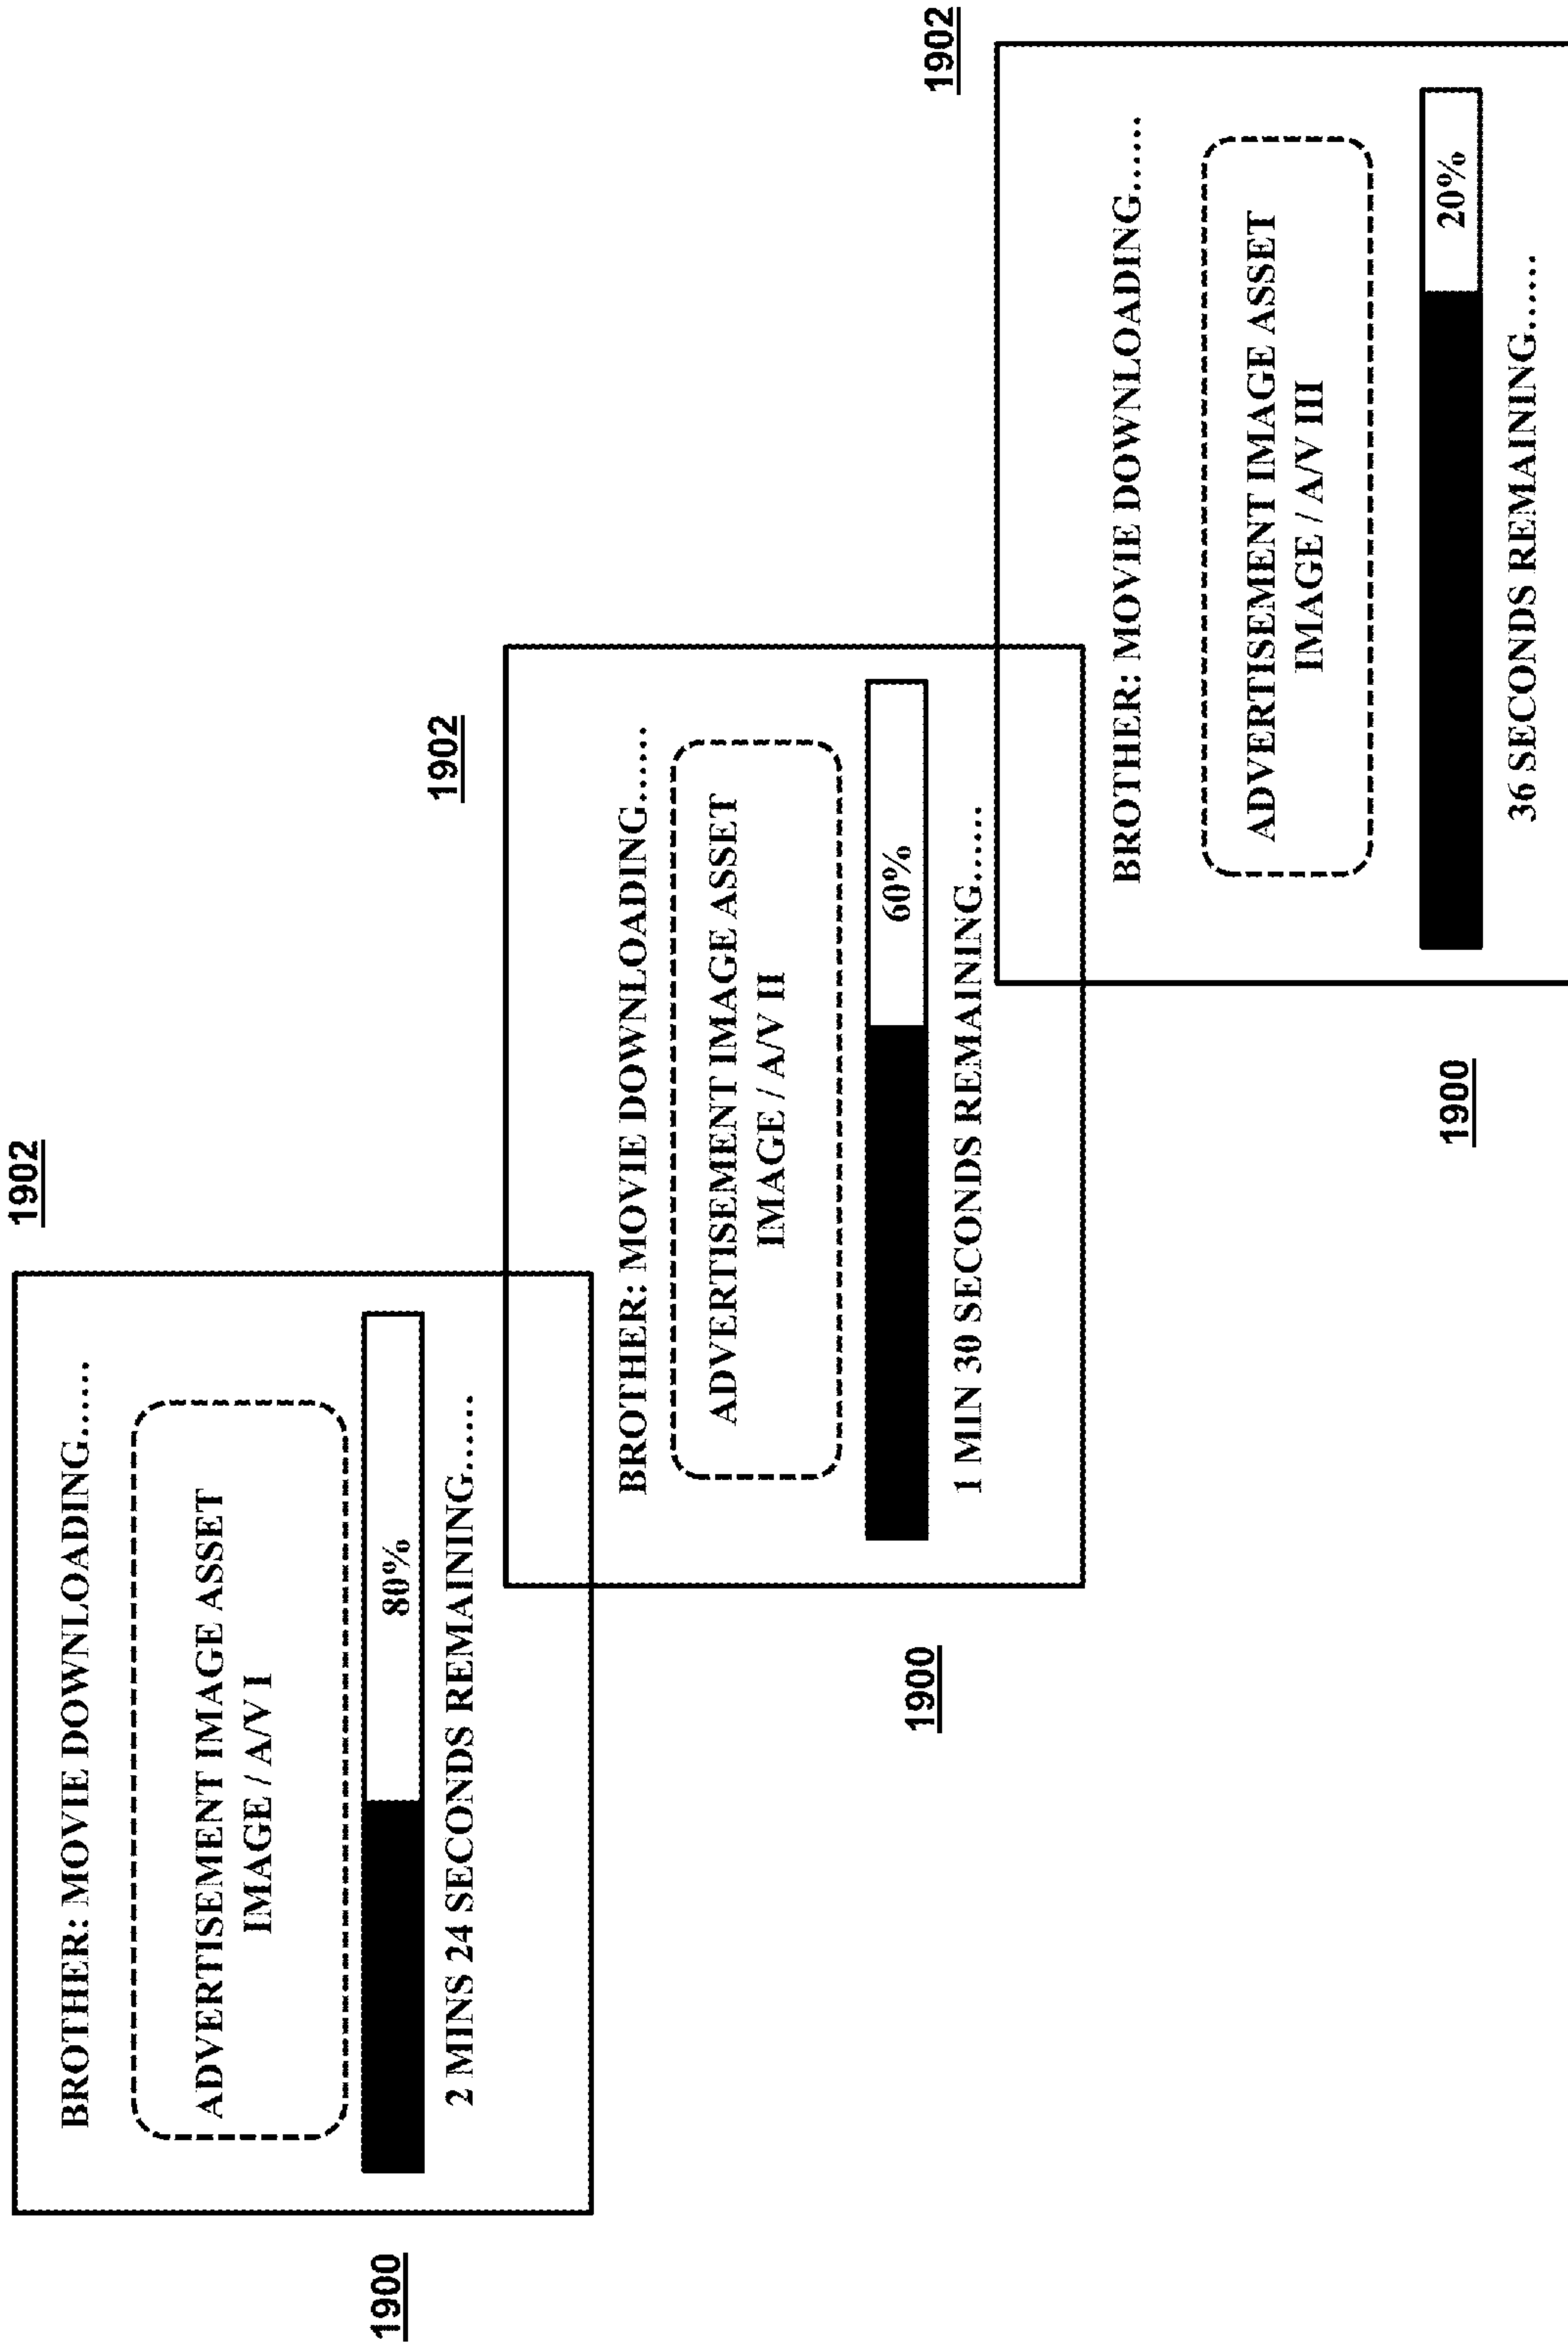 1902
BROTHER: MOVIE DOWNLOADING......
ADVERTISEMENT IMAGE ASSET
IMAGE / A/V I
80%
2 MINS 24 SECONDS REMAINING......
1900
1902
BROTHER: MOVIE DOWNLOADING......
ADVERTISEMENT IMAGE ASSET
IMAGE / A/V II
60%
1 MIN 30 SECONDS REMAINING......
1900
1902
BROTHER: MOVIE DOWNLOADING......
ADVERTISEMENT IMAGE ASSET
IMAGE / A/V III
20%
36 SECONDS REMAINING......
1900